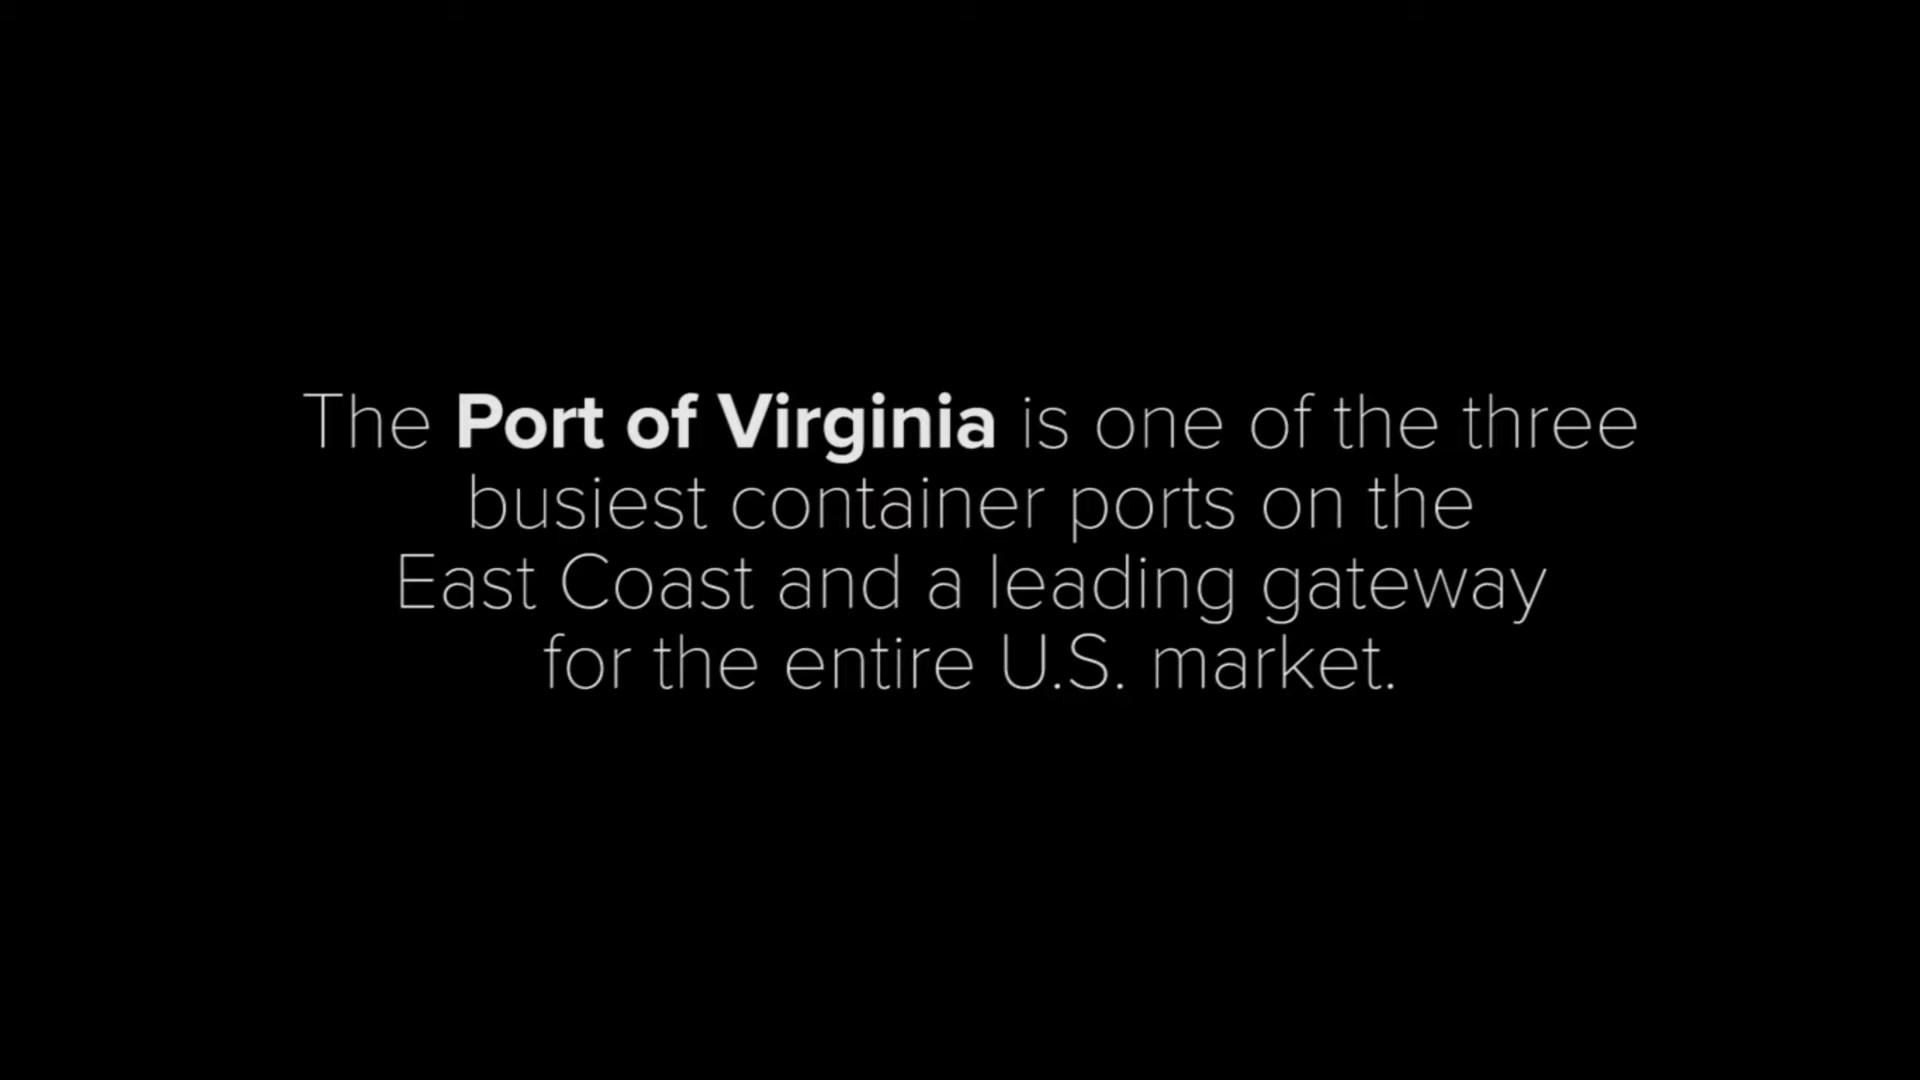 The Port of Virginia is one of the three
busiest container ports on the
East Coast and a leading gateway
for the entire U.S. market.